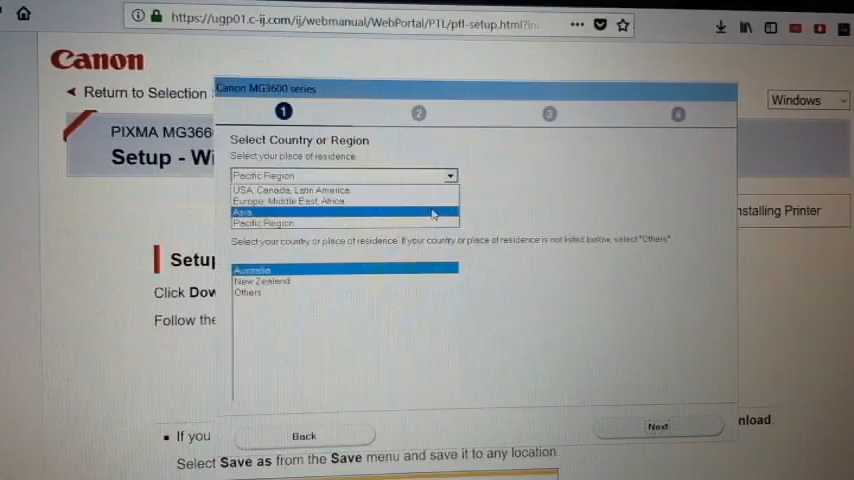 https://ugp01.c-ij.com/ij/webmanual/WebPortal/PTL/ptl-setup.html?
Canon
Return to Selection
Windows
PIXMA MG366
Setup - Wi
nstalling Printer
Canon MG3600 series
1
2
3
4
Select Country or Region
Select your place of residence.
Pacific Region
USA, Canada, Latin America
Europe, Middle East, Africa
Asia
Pacific Region
Select your country or place of residence. If your country or place of residence is not listed below, select "Others"
Australia
New Zealand
Others
Setup
Click Dow
Follow the
Back
Next
If you
nload.
Select Save as from the Save menu and save it to any location.